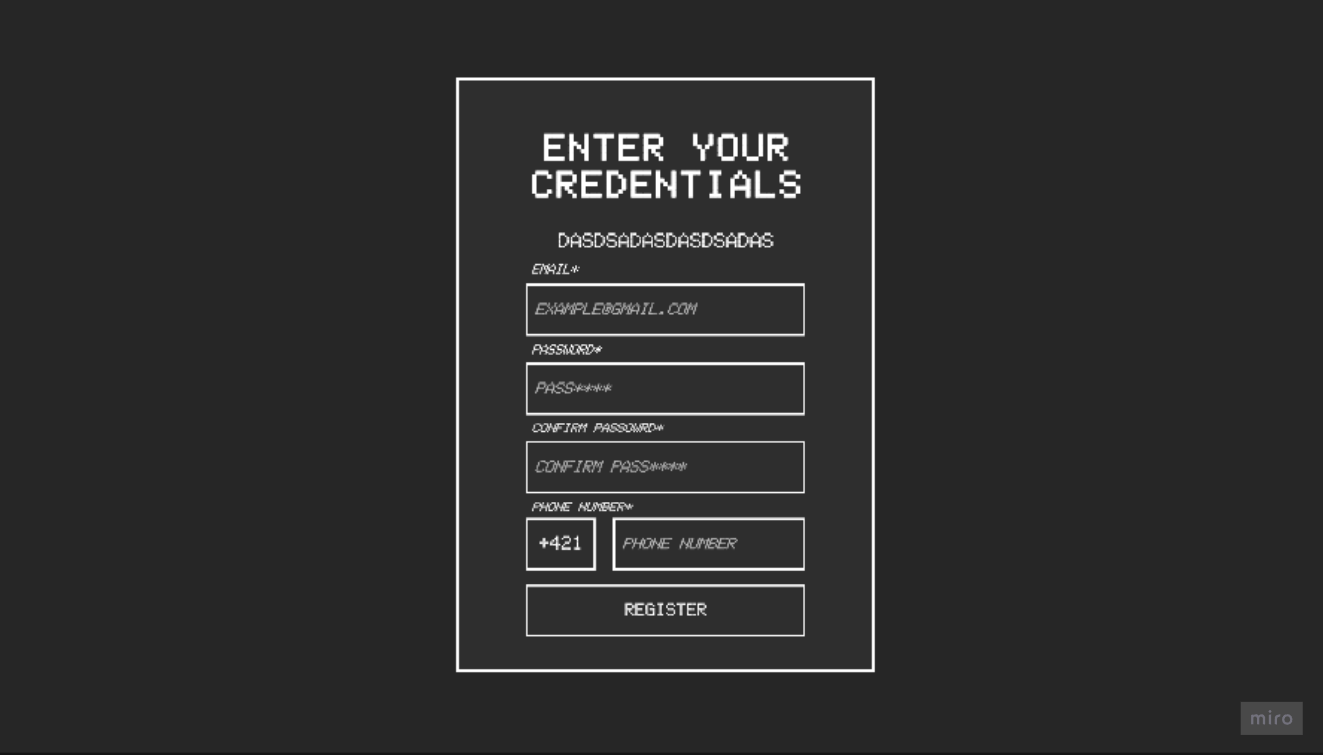 ENTER YOUR
CREDENTIALS
DASDSADASDASDSADAS
EMAIL*
EXAMPLE@GMAIL.COM
PASSWORD*
PASS****
CONFIRM PASSOWRD*
CONFIRM PASS****
PHONE NUMBER*
+421 PHONE NUMBER
REGISTER
miro